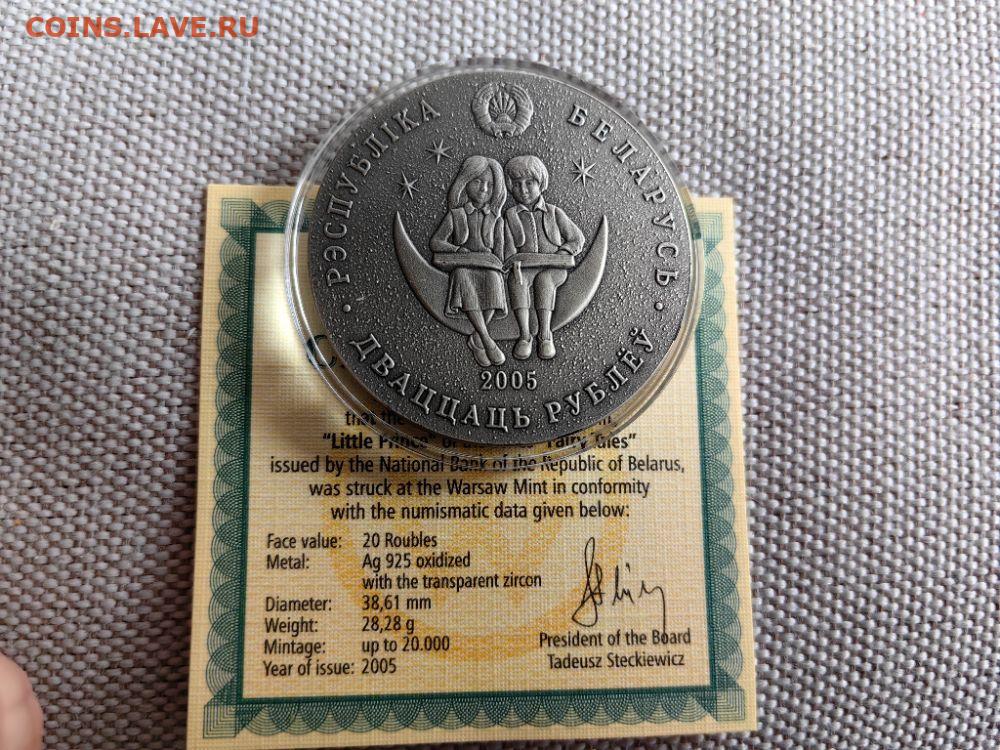 COINS.LAVE.RU
РЭСПУБЛІКА БЕЛАРУСЬ
2005
ДВАЦЦАЦЬ РУБЛЁЎ
that the
"Little Prince"
issued by the National Bank of the Republic of Belarus,
was struck at the Warsaw Mint in conformity
with the numismatic data given below:
Face value: 20 Roubles
Metal: Ag 925 oxidized
with the transparent zircon
Diameter: 38,61 mm
Weight: 28,28 g
Mintage: up to 20.000
Year of issue: 2005
President of the Board
Tadeusz Steckiewicz